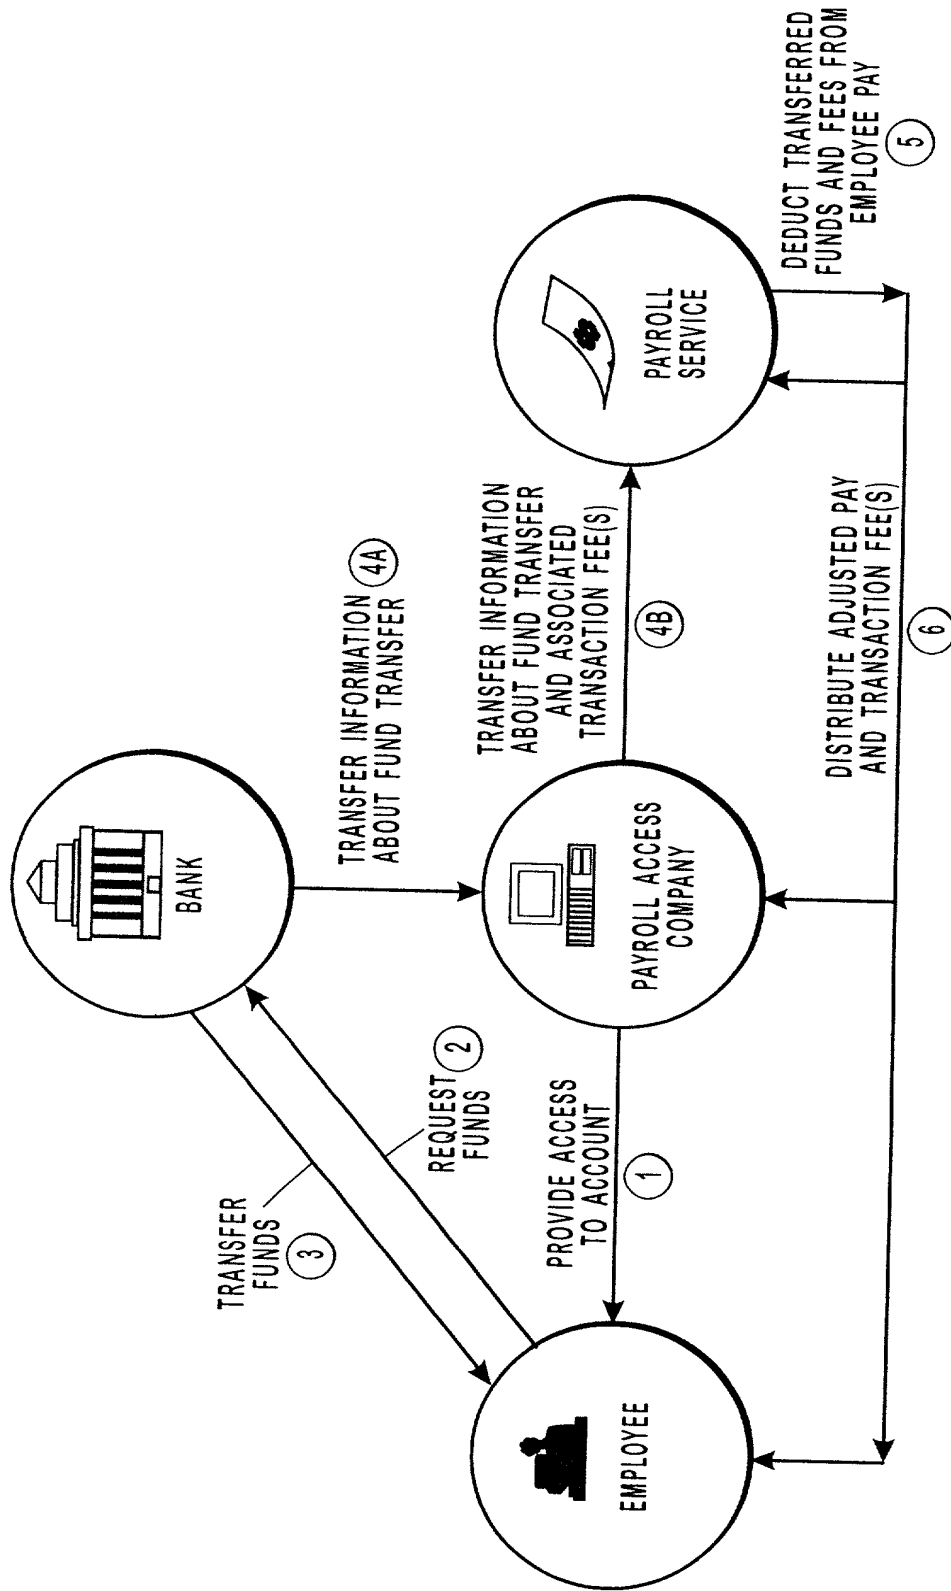 BANK
TRANSFER
FUNDS
3
REQUEST
FUNDS
2
TRANSFER INFORMATION
ABOUT FUND TRANSFER
4A
EMPLOYEE
PROVIDE ACCESS
TO ACCOUNT
1
PAYROLL ACCESS
COMPANY
TRANSFER INFORMATION
ABOUT FUND TRANSFER
AND ASSOCIATED
TRANSACTION FEE(S)
4B
PAYROLL
SERVICE
DISTRIBUTE ADJUSTED PAY
AND TRANSACTION FEE(S)
6
DEDUCT TRANSFERRED
FUNDS AND FEES FROM
EMPLOYEE PAY
5